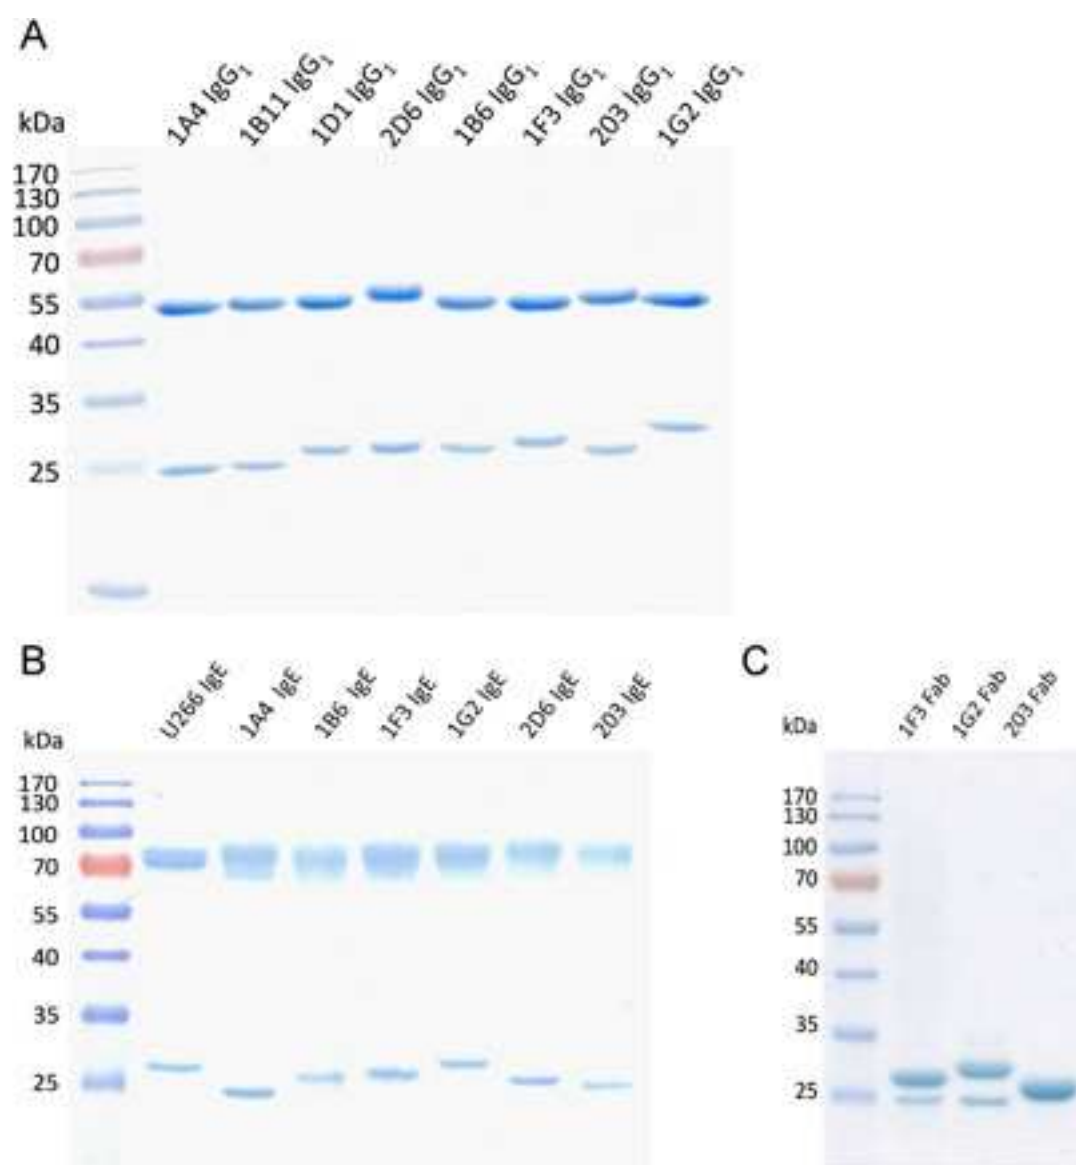 A
kDa
1A4 IgG1
1B11 IgG1
1D1 IgG1
2D6 IgG1
1B6 IgG1
1F3 IgG1
203 IgG1
1G2 IgG1
170
130
100
70
55
40
35
25
B
kDa
U266 IgE
1A4 IgE
1B6 IgE
1F3 IgE
1G2 IgE
2D6 IgE
203 IgE
170
130
100
70
55
40
35
25
C
kDa
1F3 Fab
1G2 Fab
203 Fab
170
130
100
70
55
40
35
25